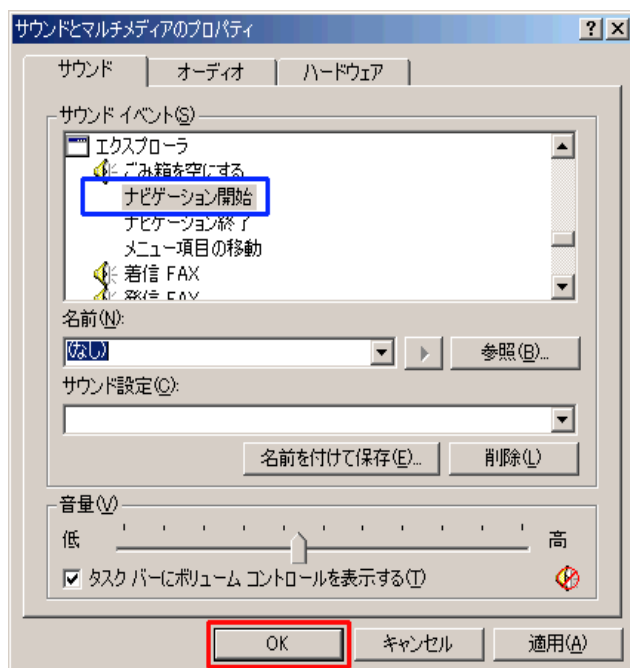 サウンドとマルチメディアのプロパティ
サウンド オーディオ ハードウェア
サウンド イベント(S)
エクスプローラ
ごみ箱を空にする
ナビゲーション開始
ナビゲーション終了
メニュー項目の移動
着信 FAX
発信 FAX
名前(N):
(なし) 参照(B)...
サウンド設定(C):
名前を付けて保存(E)... 削除(L)
音量(V)
低 高
タスク バーにボリューム コントロールを表示する(T)
OK キャンセル 適用(A)